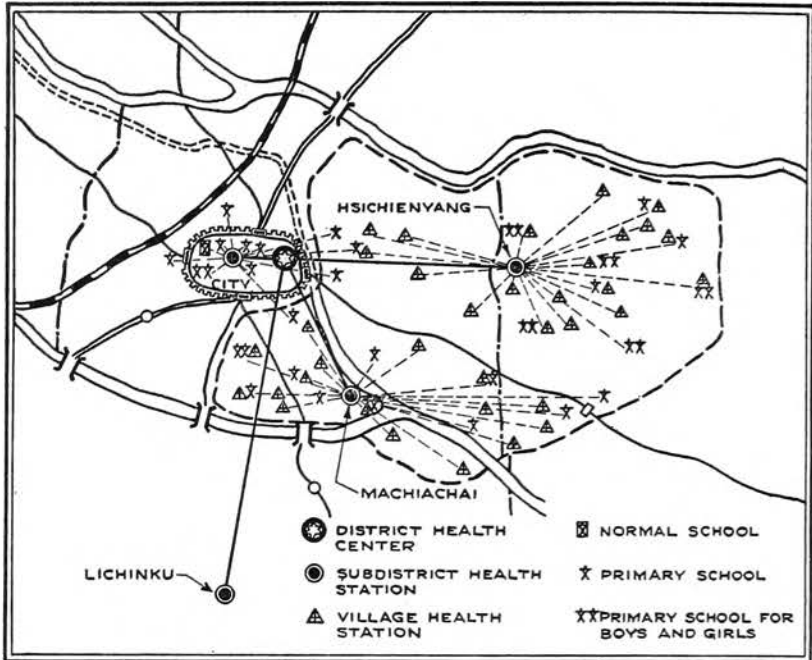 HSICHIENYANG
CITY
MACHIACHAI
LICHINKU
DISTRICT HEALTH
CENTER
SUBDISTRICT HEALTH
STATION
VILLAGE HEALTH
STATION
NORMAL SCHOOL
PRIMARY SCHOOL
PRIMARY SCHOOL FOR
BOYS AND GIRLS